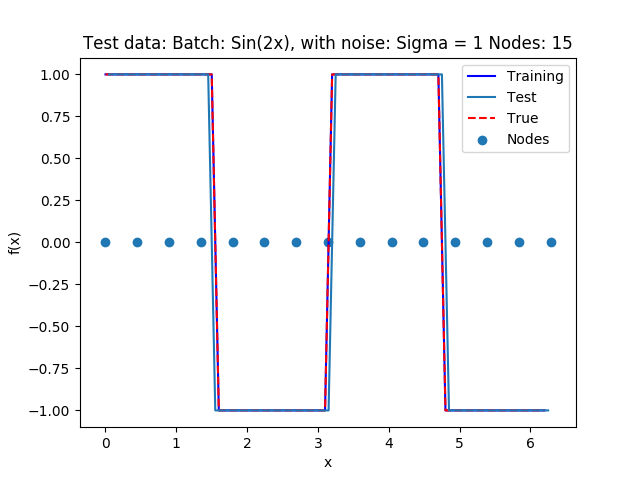 Test data: Batch: Sin(2x), with noise: Sigma = 1 Nodes: 15
1.00
0.75
0.50
0.25
0.00
−0.25
−0.50
−0.75
−1.00
f(x)
Training
Test
True
Nodes
0 1 2 3 4 5 6
x